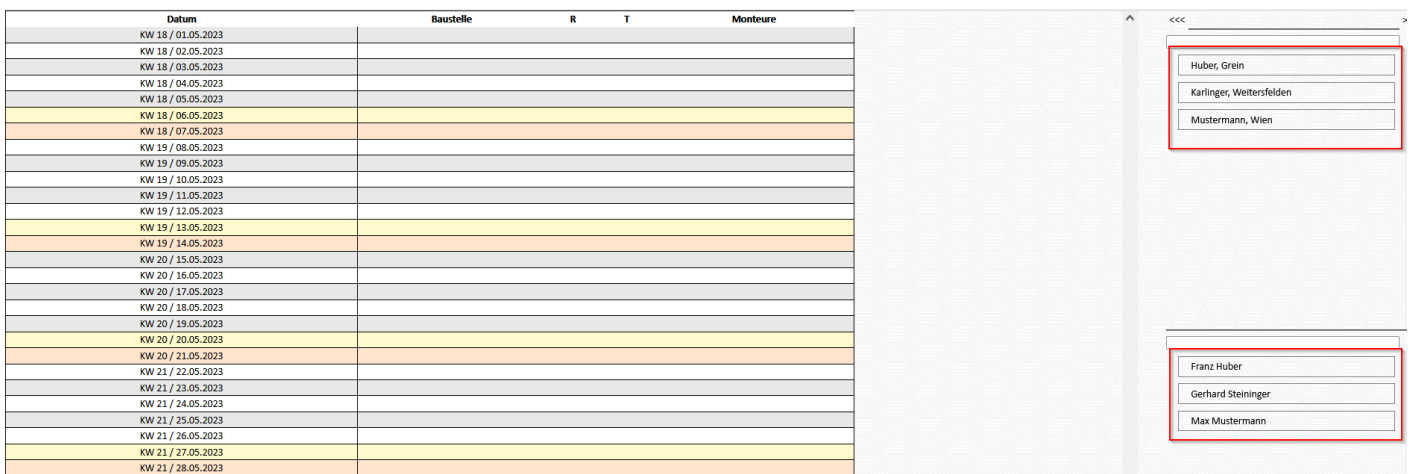 Datum Baustelle R T Monteure
KW 18 / 01.05.2023
KW 18 / 02.05.2023
KW 18 / 03.05.2023
KW 18 / 04.05.2023
KW 18 / 05.05.2023
KW 18 / 06.05.2023
KW 18 / 07.05.2023
KW 19 / 08.05.2023
KW 19 / 09.05.2023
KW 19 / 10.05.2023
KW 19 / 11.05.2023
KW 19 / 12.05.2023
KW 19 / 13.05.2023
KW 19 / 14.05.2023
KW 20 / 15.05.2023
KW 20 / 16.05.2023
KW 20 / 17.05.2023
KW 20 / 18.05.2023
KW 20 / 19.05.2023
KW 20 / 20.05.2023
KW 20 / 21.05.2023
KW 21 / 22.05.2023
KW 21 / 23.05.2023
KW 21 / 24.05.2023
KW 21 / 25.05.2023
KW 21 / 26.05.2023
KW 21 / 27.05.2023
KW 21 / 28.05.2023
<<< >
Huber, Grein
Karlinger, Weitersfelden
Mustermann, Wien
Franz Huber
Gerhard Steininger
Max Mustermann